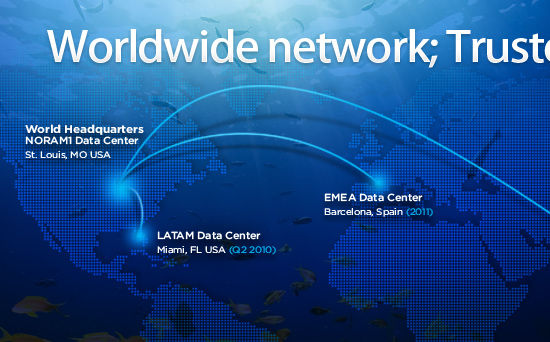 Worldwide network; Truste
World Headquarters
NORAM1 Data Center
St. Louis, MO USA
EMEA Data Center
Barcelona, Spain (2011)
LATAM Data Center
Miami, FL USA (Q2 2010)